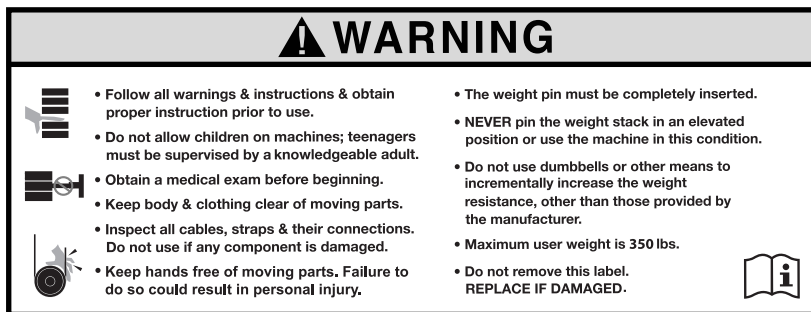 WARNING
• Follow all warnings & instructions & obtain
proper instruction prior to use.
• Do not allow children on machines; teenagers
must be supervised by a knowledgeable adult.
• Obtain a medical exam before beginning.
• Keep body & clothing clear of moving parts.
• Inspect all cables, straps & their connections.
Do not use if any component is damaged.
• Keep hands free of moving parts. Failure to
do so could result in personal injury.
• The weight pin must be completely inserted.
• NEVER pin the weight stack in an elevated
position or use the machine in this condition.
• Do not use dumbbells or other means to
incrementally increase the weight
resistance, other than those provided by
the manufacturer.
• Maximum user weight is 350 lbs.
• Do not remove this label.
REPLACE IF DAMAGED.